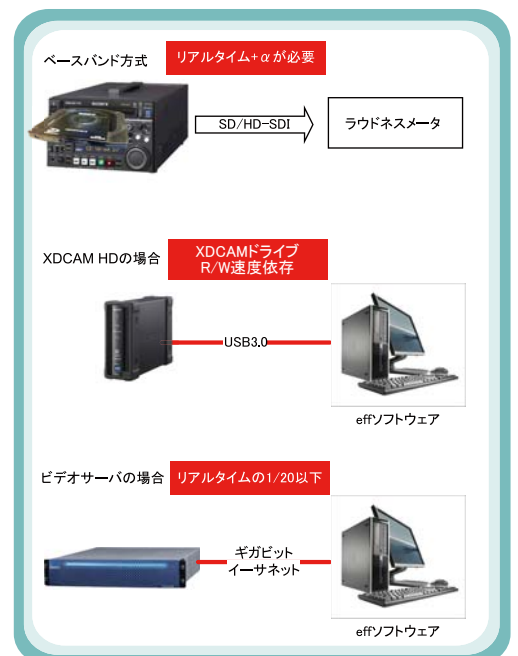 ベースバンド方式
リアルタイム+αが必要
SONY
SD/HD-SDI
ラウドネスメータ
XDCAM HDの場合
XDCAMドライブ
R/W速度依存
USB3.0
effソフトウェア
ビデオサーバの場合
リアルタイムの1/20以下
ギガビット
イーサネット
effソフトウェア